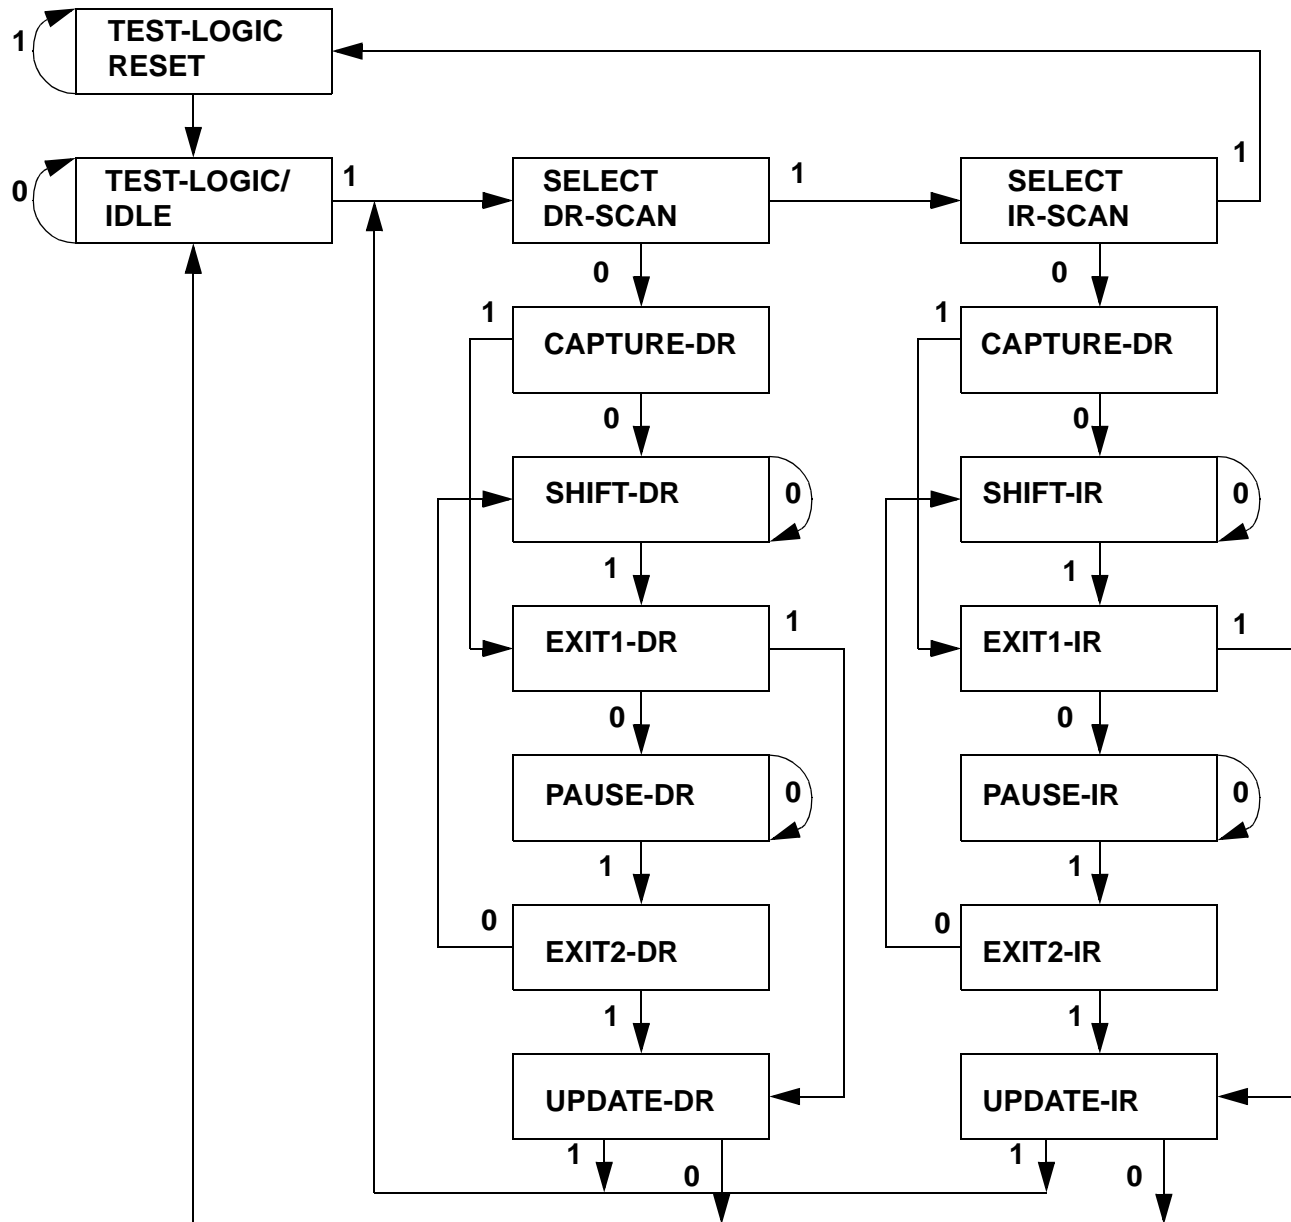 1
TEST-LOGIC
RESET
0
TEST-LOGIC/
IDLE
1
SELECT
DR-SCAN
1
SELECT
IR-SCAN
1
0
0
1
CAPTURE-DR
1
CAPTURE-DR
0
0
SHIFT-DR
0
SHIFT-IR
0
1
1
EXIT1-DR
1
EXIT1-IR
1
0
0
PAUSE-DR
0
PAUSE-IR
0
1
1
0
EXIT2-DR
0
EXIT2-IR
1
1
UPDATE-DR
UPDATE-IR
1
0
1
0